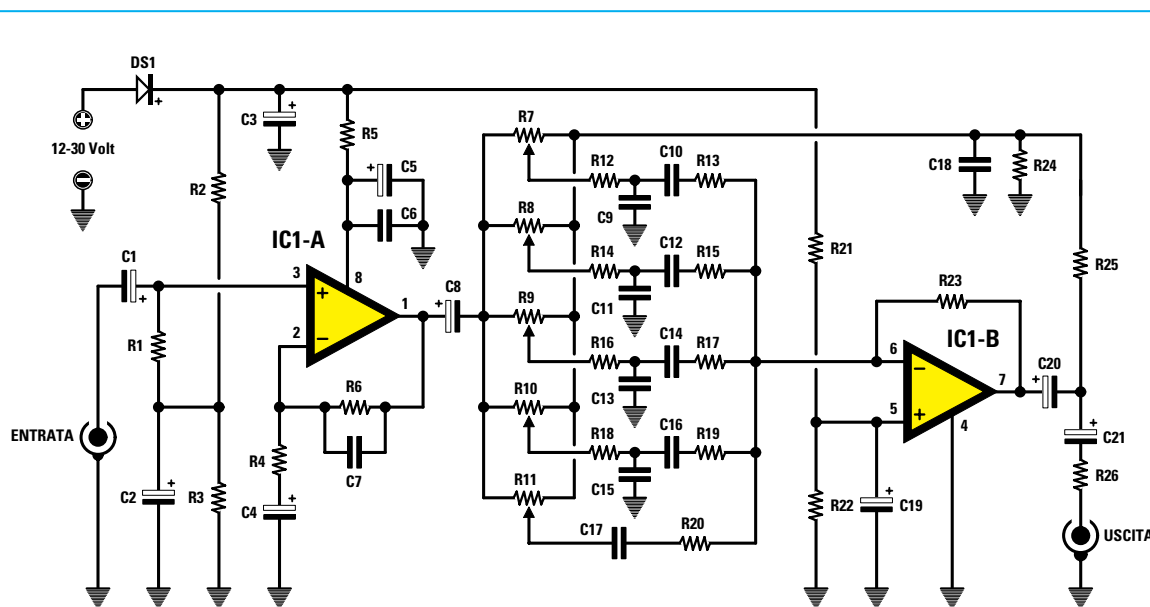 DS1
12-30 Volt
C3
R5
R2
C5
C6
R7
R12
C10
R13
C9
C18
R24
R8
R14
C12
R15
C11
R21
R25
IC1-A
C1
3
8
2
1
C8
R1
R9
R16
C14
R17
C13
R23
IC1-B
6
5
7
4
C20
R6
C7
R10
R18
C16
R19
C15
C21
R26
ENTRATA
R4
C2
R3
C4
R11
C17
R20
R22
C19
USCITA